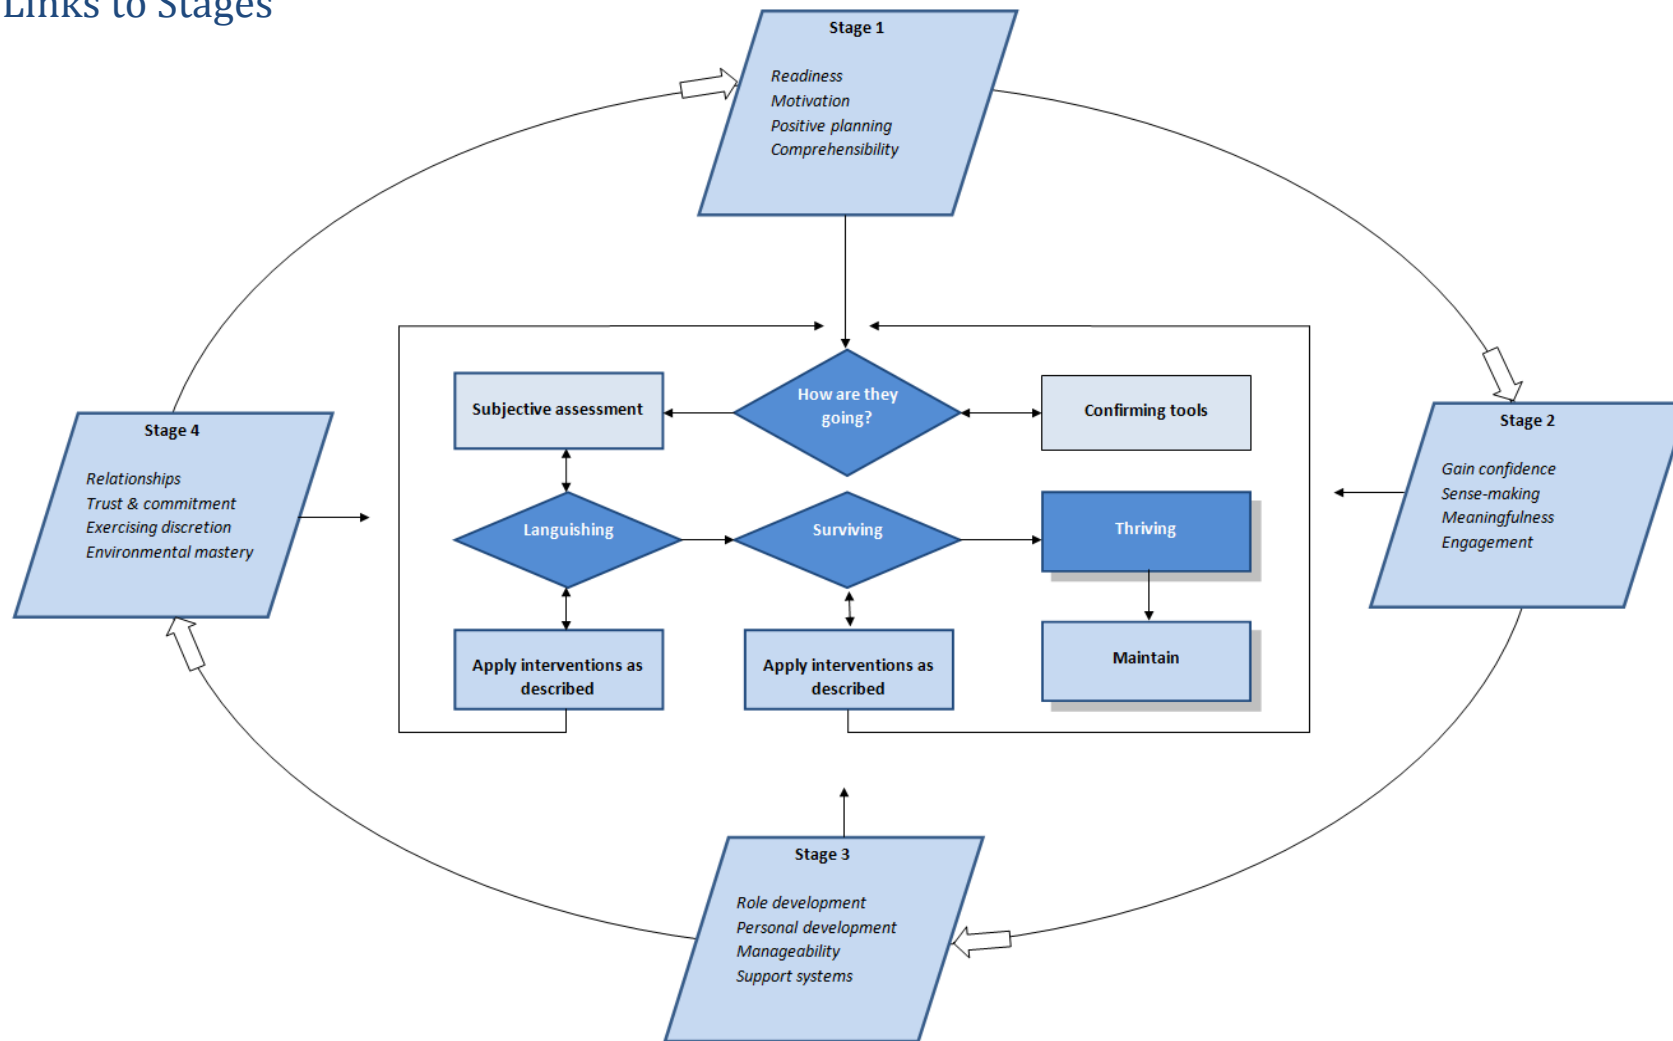 Links to Stages
Stage 1
Readiness
Motivation
Positive planning
Comprehensibility
How are they
going?
Subjective assessment
Confirming tools
Stage 4
Relationships
Trust & commitment
Exercising discretion
Environmental mastery
Stage 2
Gain confidence
Sense-making
Meaningfulness
Engagement
Languishing
Surviving
Thriving
Apply interventions as
described
Apply interventions as
described
Maintain
Stage 3
Role development
Personal development
Manageability
Support systems